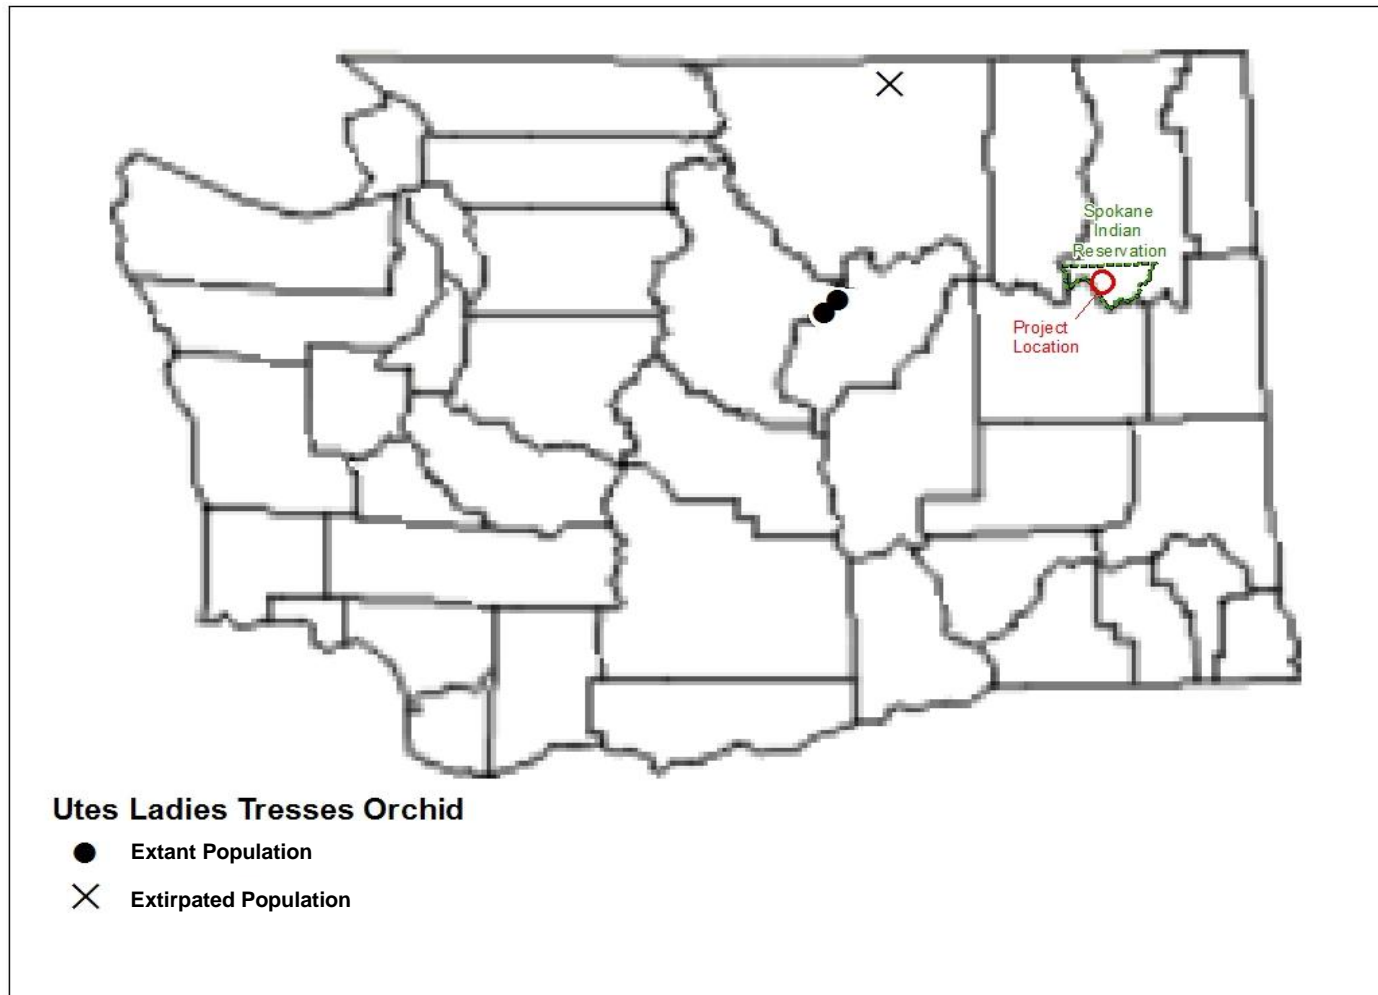 Spokane
Indian
Reservation
Project
Location
Utes Ladies Tresses Orchid
Extant Population
Extirpated Population